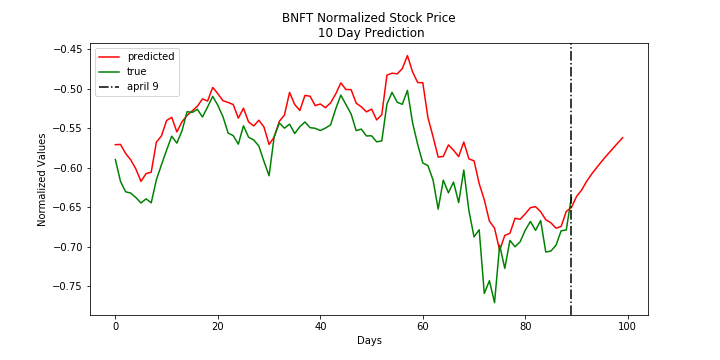 BNFT Normalized Stock Price
10 Day Prediction
predicted
true
april 9
Normalized Values
−0.45
−0.50
−0.55
−0.60
−0.65
−0.70
−0.75
0
20
40
60
80
100
Days